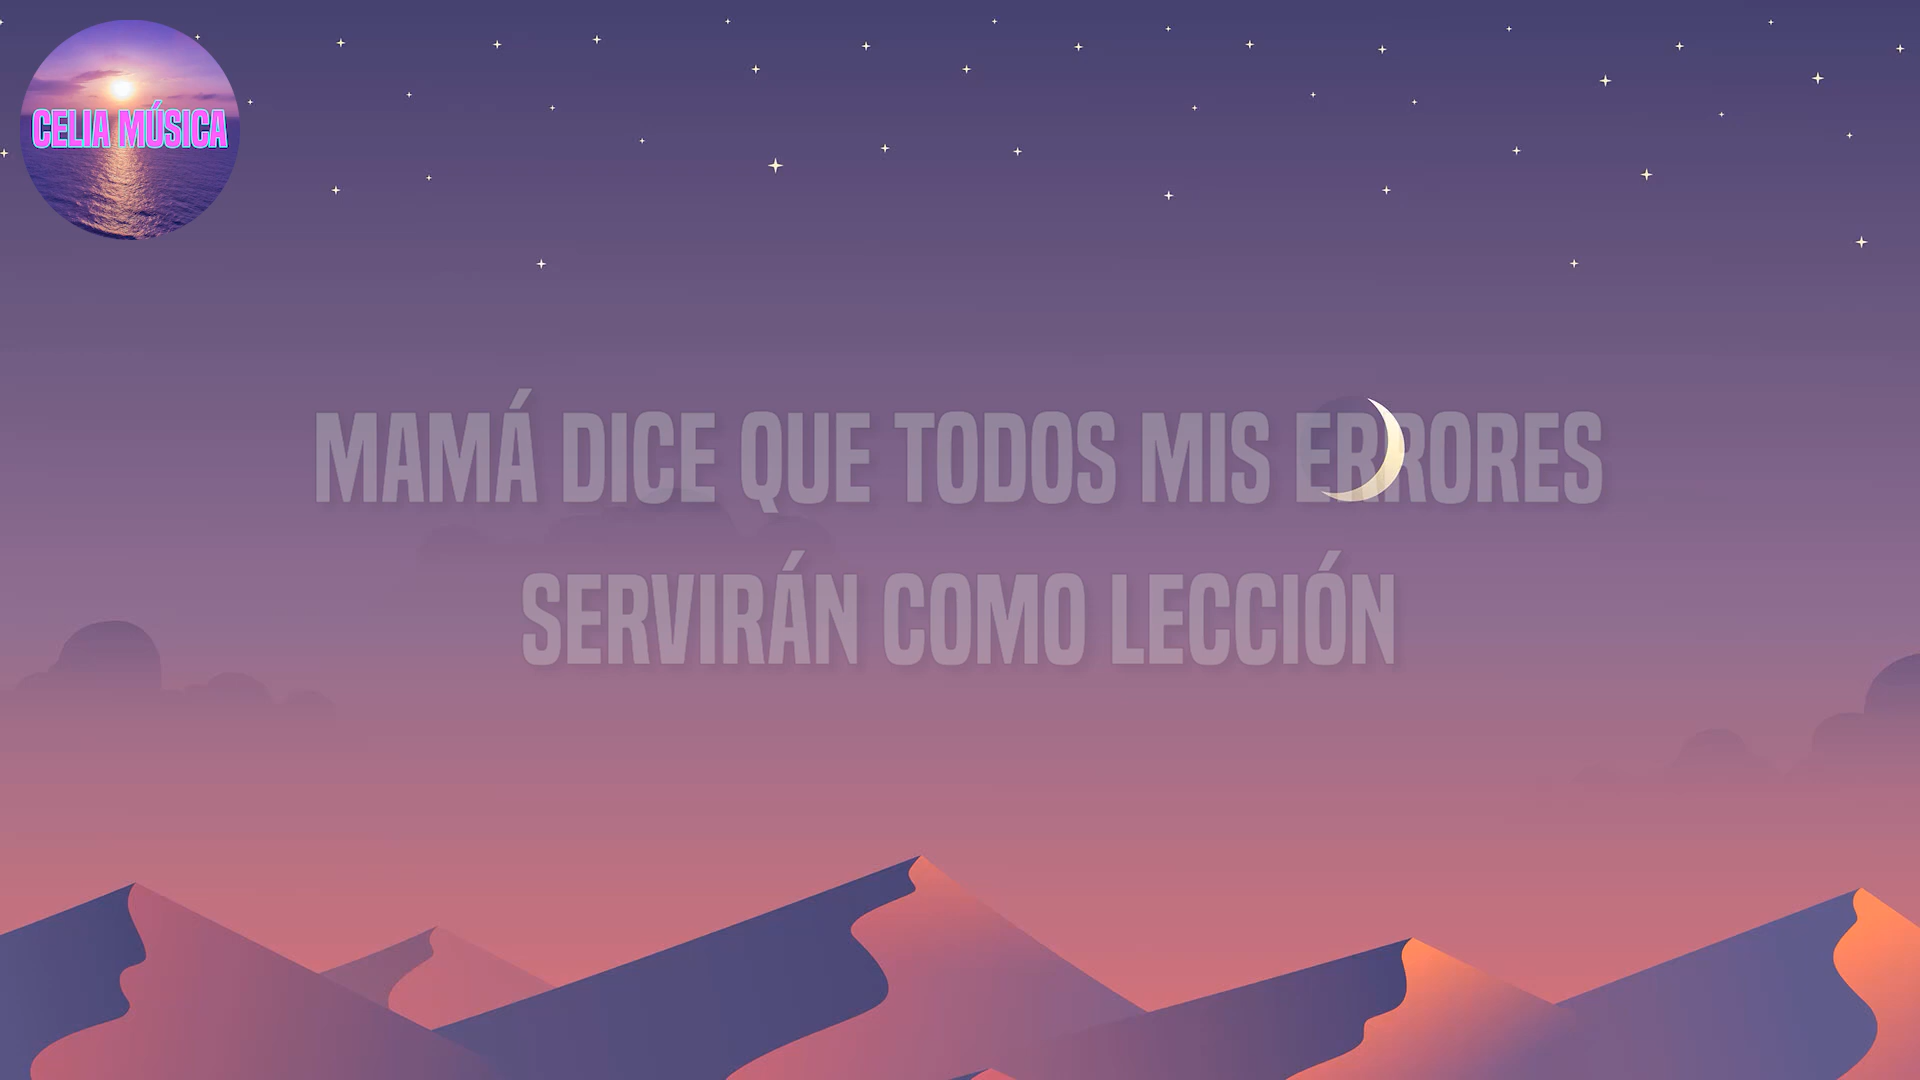 CELIA MÚSICA
MAMÁ DICE QUE TODOS MIS ERRORES
SERVIRÁN COMO LECCIÓN